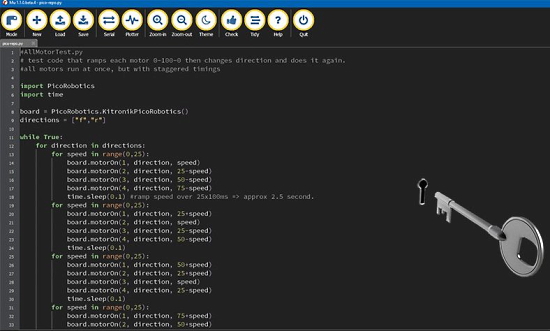 Mu 1.1.0.beta.6 - pico-repo.py
Mode New Load Save Serial Plotter Zoom-in Zoom-out Theme Check Tidy Help Quit
pico-repo.py
1 #AllMotorTest.py
2 # test code that ramps each motor 0-100-0 then changes direction and does it again.
3 #all motors run at once, but with staggered timings
4
5 import PicoRobotics
6 import time
7
8 board = PicoRobotics.KitronikPicoRobotics()
9 directions = ["f","r"]
10
11 while True:
12 for direction in directions:
13 for speed in range(0,25):
14 board.motorOn(1, direction, speed)
15 board.motorOn(2, direction, 25-speed)
16 board.motorOn(3, direction, 50-speed)
17 board.motorOn(4, direction, 75-speed)
18 time.sleep(0.1) #ramp speed over 25x100ms => approx 2.5 second.
19 for speed in range(0,25):
20 board.motorOn(1, direction, 25+speed)
21 board.motorOn(2, direction, speed)
22 board.motorOn(3, direction, 25-speed)
23 board.motorOn(4, direction, 50-speed)
24 time.sleep(0.1)
25 for speed in range(0,25):
26 board.motorOn(1, direction, 50+speed)
27 board.motorOn(2, direction, 25+speed)
28 board.motorOn(3, direction, speed)
29 board.motorOn(4, direction, 25-speed)
30 time.sleep(0.1)
31 for speed in range(0,25):
32 board.motorOn(1, direction, 75+speed)
33 board.motorOn(2, direction, 50+speed)